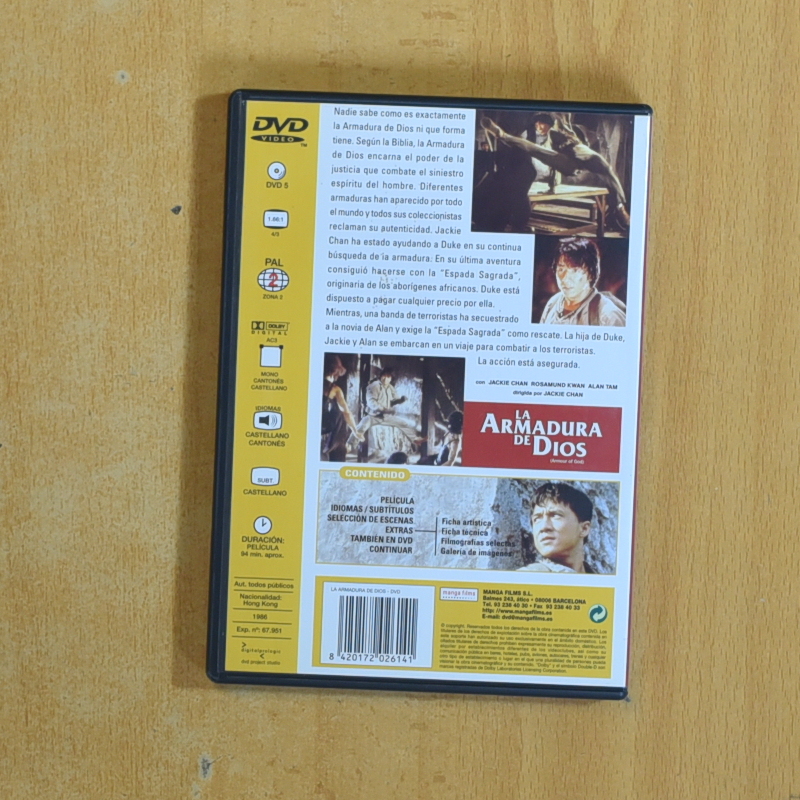 DVD
VIDEO
TM
DVD 5
1.66:1
4/3
PAL
2
ZONA 2
DOLBY
DIGITAL
AC3
MONO
CANTONÉS
CASTELLANO
IDIOMAS
CASTELLANO
CANTONÉS
SUBT.
CASTELLANO
DURACIÓN:
PELÍCULA
94 min. aprox.
Aut. todos públicos
Nacionalidad:
Hong Kong
1986
Exp. nº: 67.951
digitalprologic
dvd project studio
Nadie sabe como es exactamente
la Armadura de Dios ni que forma
tiene. Según la Biblia, la Armadura
de Dios encarna el poder de la
justicia que combate el siniestro
espíritu del hombre. Diferentes
armaduras han aparecido por todo
el mundo y todos sus coleccionistas
reclaman su autenticidad. Jackie
Chan ha estado ayudando a Duke en su continua
búsqueda de la armadura: En su última aventura
consiguió hacerse con la "Espada Sagrada",
originaria de los aborígenes africanos. Duke está
dispuesto a pagar cualquier precio por ella.
Mientras, una banda de terroristas ha secuestrado
a la novia de Alan y exige la "Espada Sagrada" como rescate. La hija de Duke,
Jackie y Alan se embarcan en un viaje para combatir a los terroristas.
La acción está asegurada.
con JACKIE CHAN ROSAMUND KWAN ALAN TAM
dirigida por JACKIE CHAN
LA
ARMADURA
DE DIOS
(Armour of God)
CONTENIDO
PELÍCULA
IDIOMAS / SUBTÍTULOS
SELECCIÓN DE ESCENAS
EXTRAS
TAMBIÉN EN DVD
CONTINUAR
Ficha artística
Ficha técnica
Filmografías selectas
Galería de imágenes
LA ARMADURA DE DIOS - DVD
8 420172 026141
manga films
MANGA FILMS S.L.
Balmes 243, ático • 08006 BARCELONA
Tel. 93 238 40 30 • Fax 93 238 40 33
http: //www.mangafilms.es
E-mail: dvd@mangafilms.es